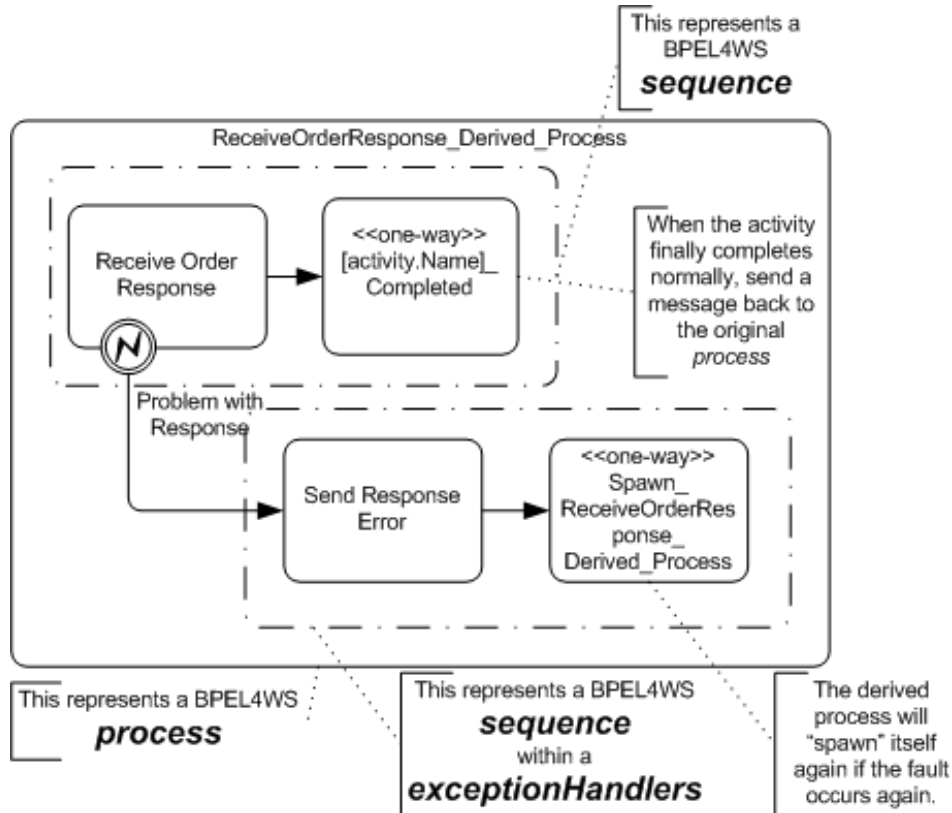 This represents a
BPEL4WS
sequence
ReceiveOrderResponse_Derived_Process
Receive Order
Response
<<one-way>>
[activity.Name]_
Completed
When the activity
finally completes
normally, send a
message back to
the original
process
Problem with
Response
Send Response
Error
<<one-way>>
Spawn_
ReceiveOrderRes
ponse_
Derived_Process
This represents a BPEL4WS
process
This represents a BPEL4WS
sequence
within a
exceptionHandlers
The derived
process will
“spawn” itself
again if the fault
occurs again.